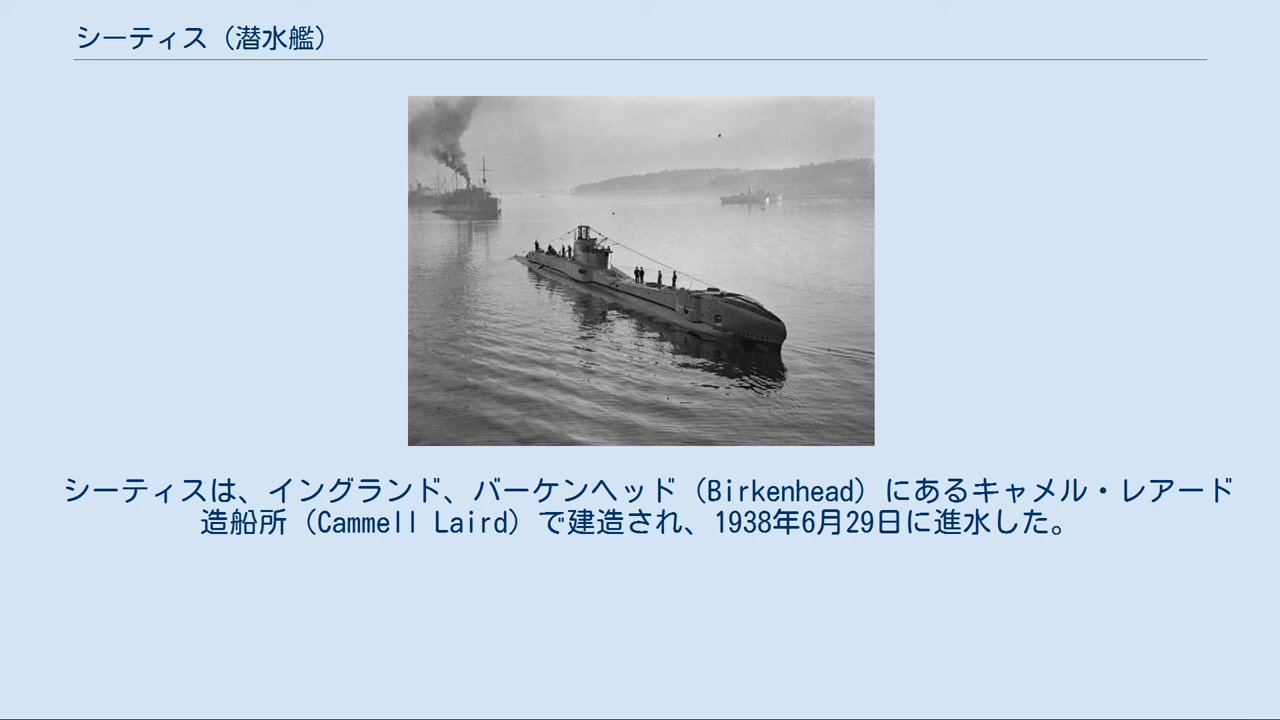 シーティス（潜水艦）
シーティスは、イングランド、バーケンヘッド（Birkenhead）にあるキャメル・レアード
造船所（Cammell Laird）で建造され、1938年6月29日に進水した。